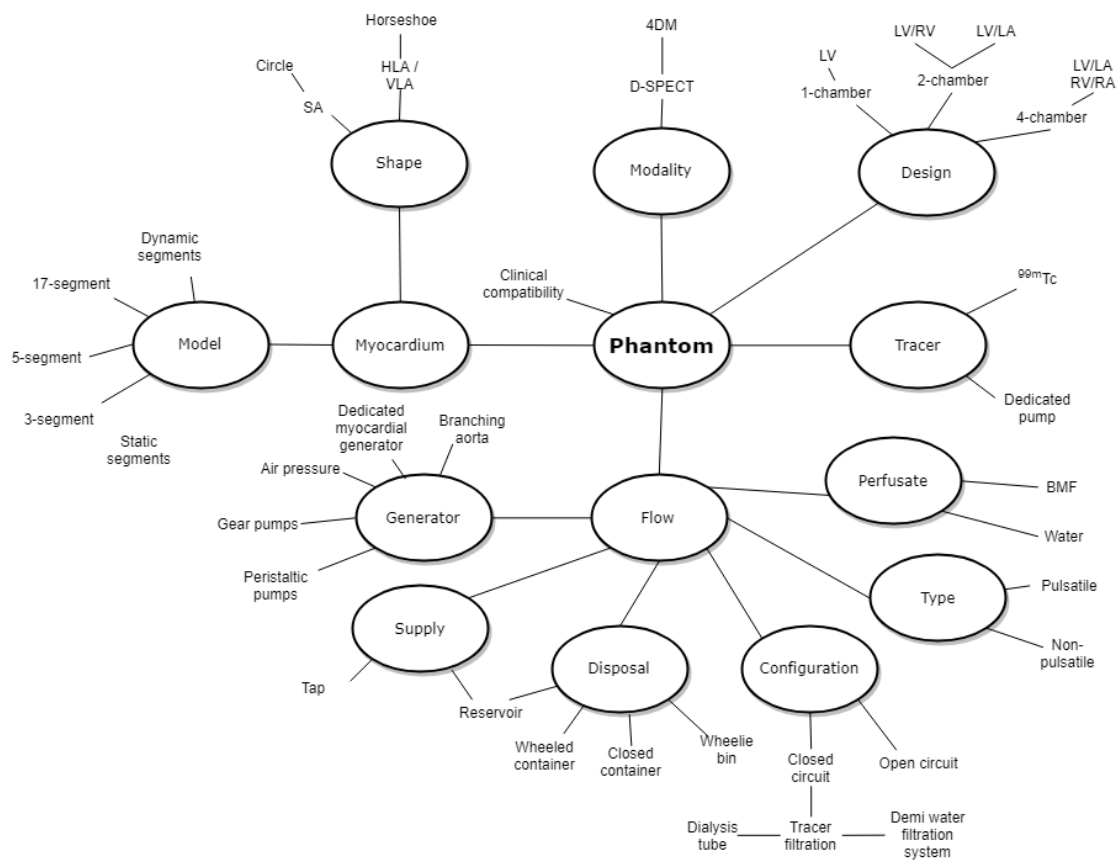 Horseshoe
4DM
LV/RV
LV/LA
Circle
HLA /
VLA
LV
LV/LA
RV/RA
D-SPECT
1-chamber
2-chamber
SA
4-chamber
Shape
Modality
Design
Dynamic
segments
17-segment
Clinical
compatibility
99mTc
Model
Myocardium
Phantom
Tracer
5-segment
3-segment
Static
segments
Dedicated
pump
Dedicated
myocardial
generator
Branching
aorta
Air pressure
Perfusate
BMF
Gear pumps
Generator
Flow
Water
Peristaltic
pumps
Type
Pulsatile
Supply
Non-
pulsatile
Disposal
Configuration
Tap
Reservoir
Wheeled
container
Closed
container
Wheelie
bin
Closed
circuit
Open circuit
Dialysis
tube
Tracer
filtration
Demi water
filtration
system